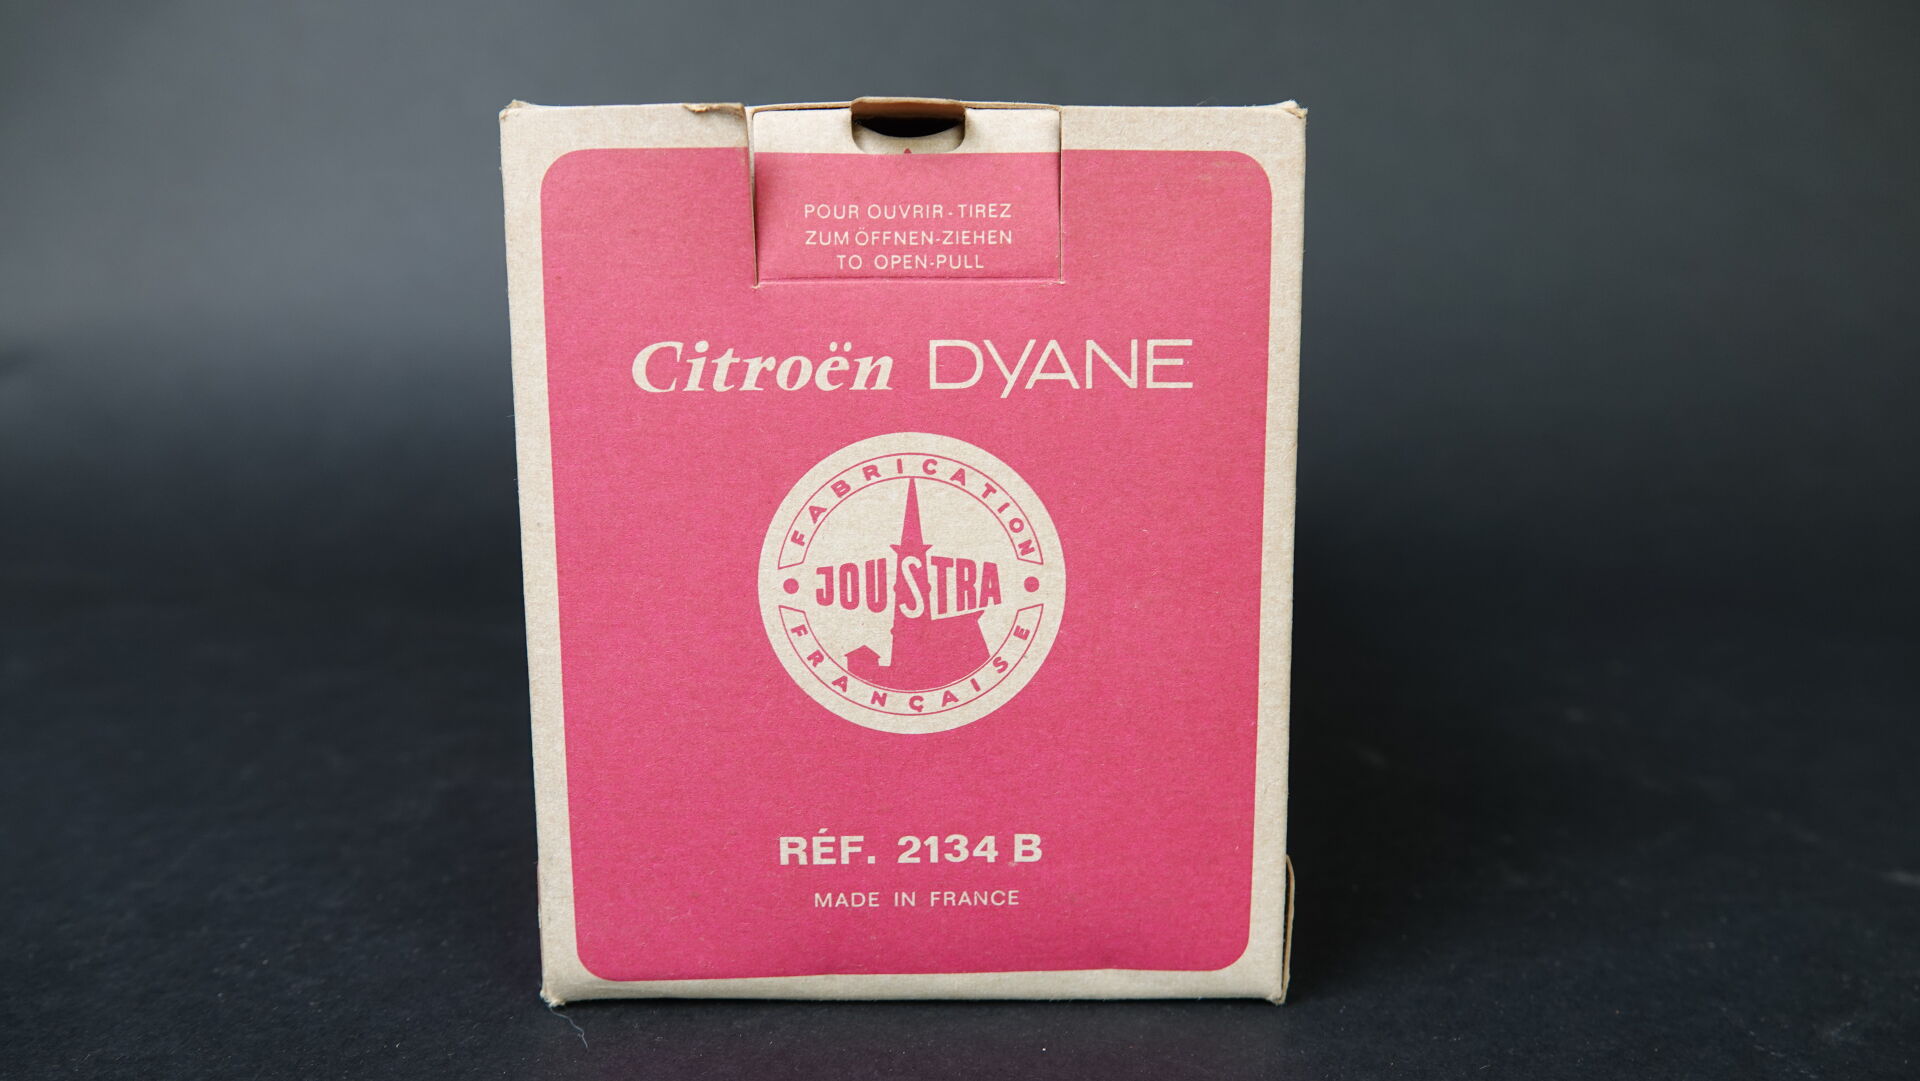 POUR OUVRIR-TIREZ
ZUM ÖFFNEN-ZIEHEN
TO OPEN-PULL
Citroën DYANE
FABRICATION
JOUSTRA
FRANÇAISE
RÉF. 2134 B
MADE IN FRANCE